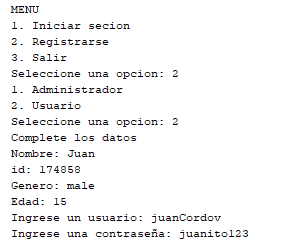 MENU
1. Iniciar secion
2. Registrarse
3. Salir
Seleccione una opcion: 2
1. Administrador
2. Usuario
Seleccione una opcion: 2
Complete los datos
Nombre: Juan
id: 174858
Genero: male
Edad: 15
Ingrese un usuario: juanCordov
Ingrese una contraseña: juanito123